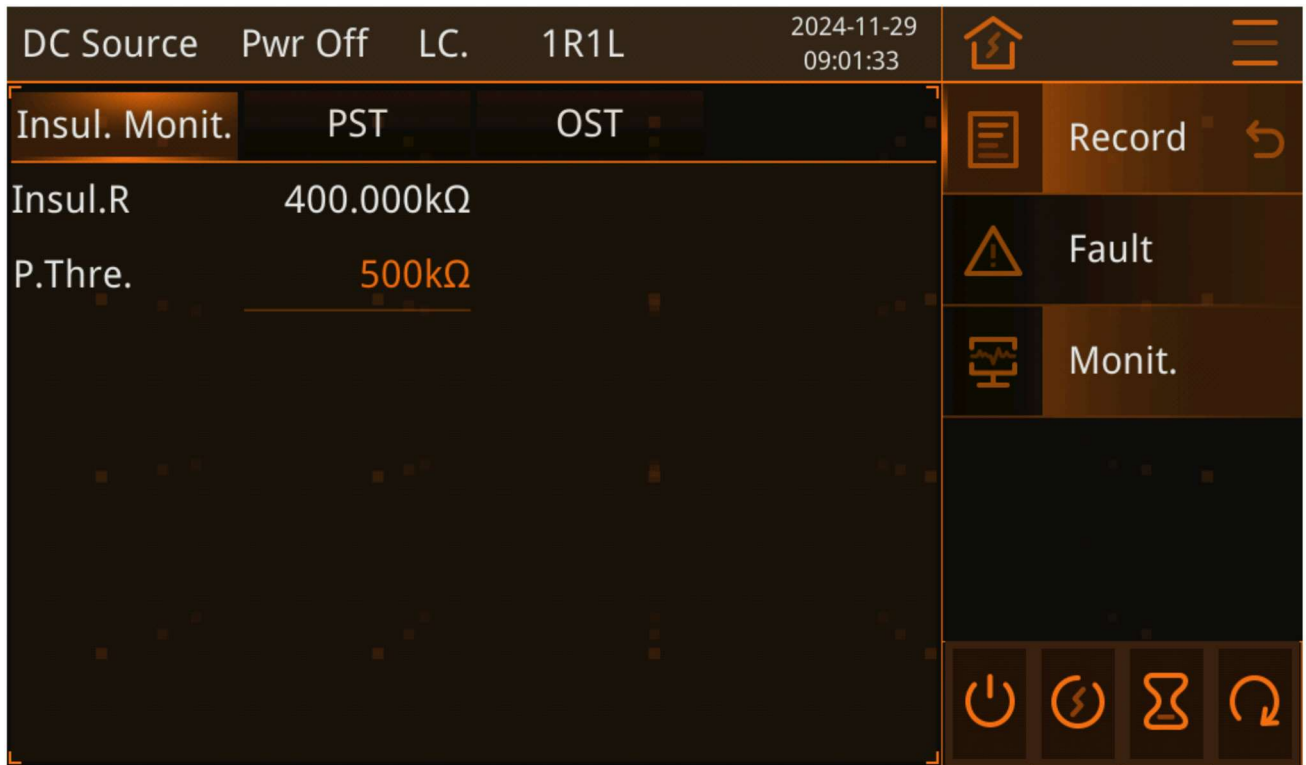 DC Source Pwr Off LC. 1R1L 2024-11-29
09:01:33
Insul. Monit. PST OST
Insul.R 400.000kΩ
P.Thre. 500kΩ
Record
Fault
Monit.